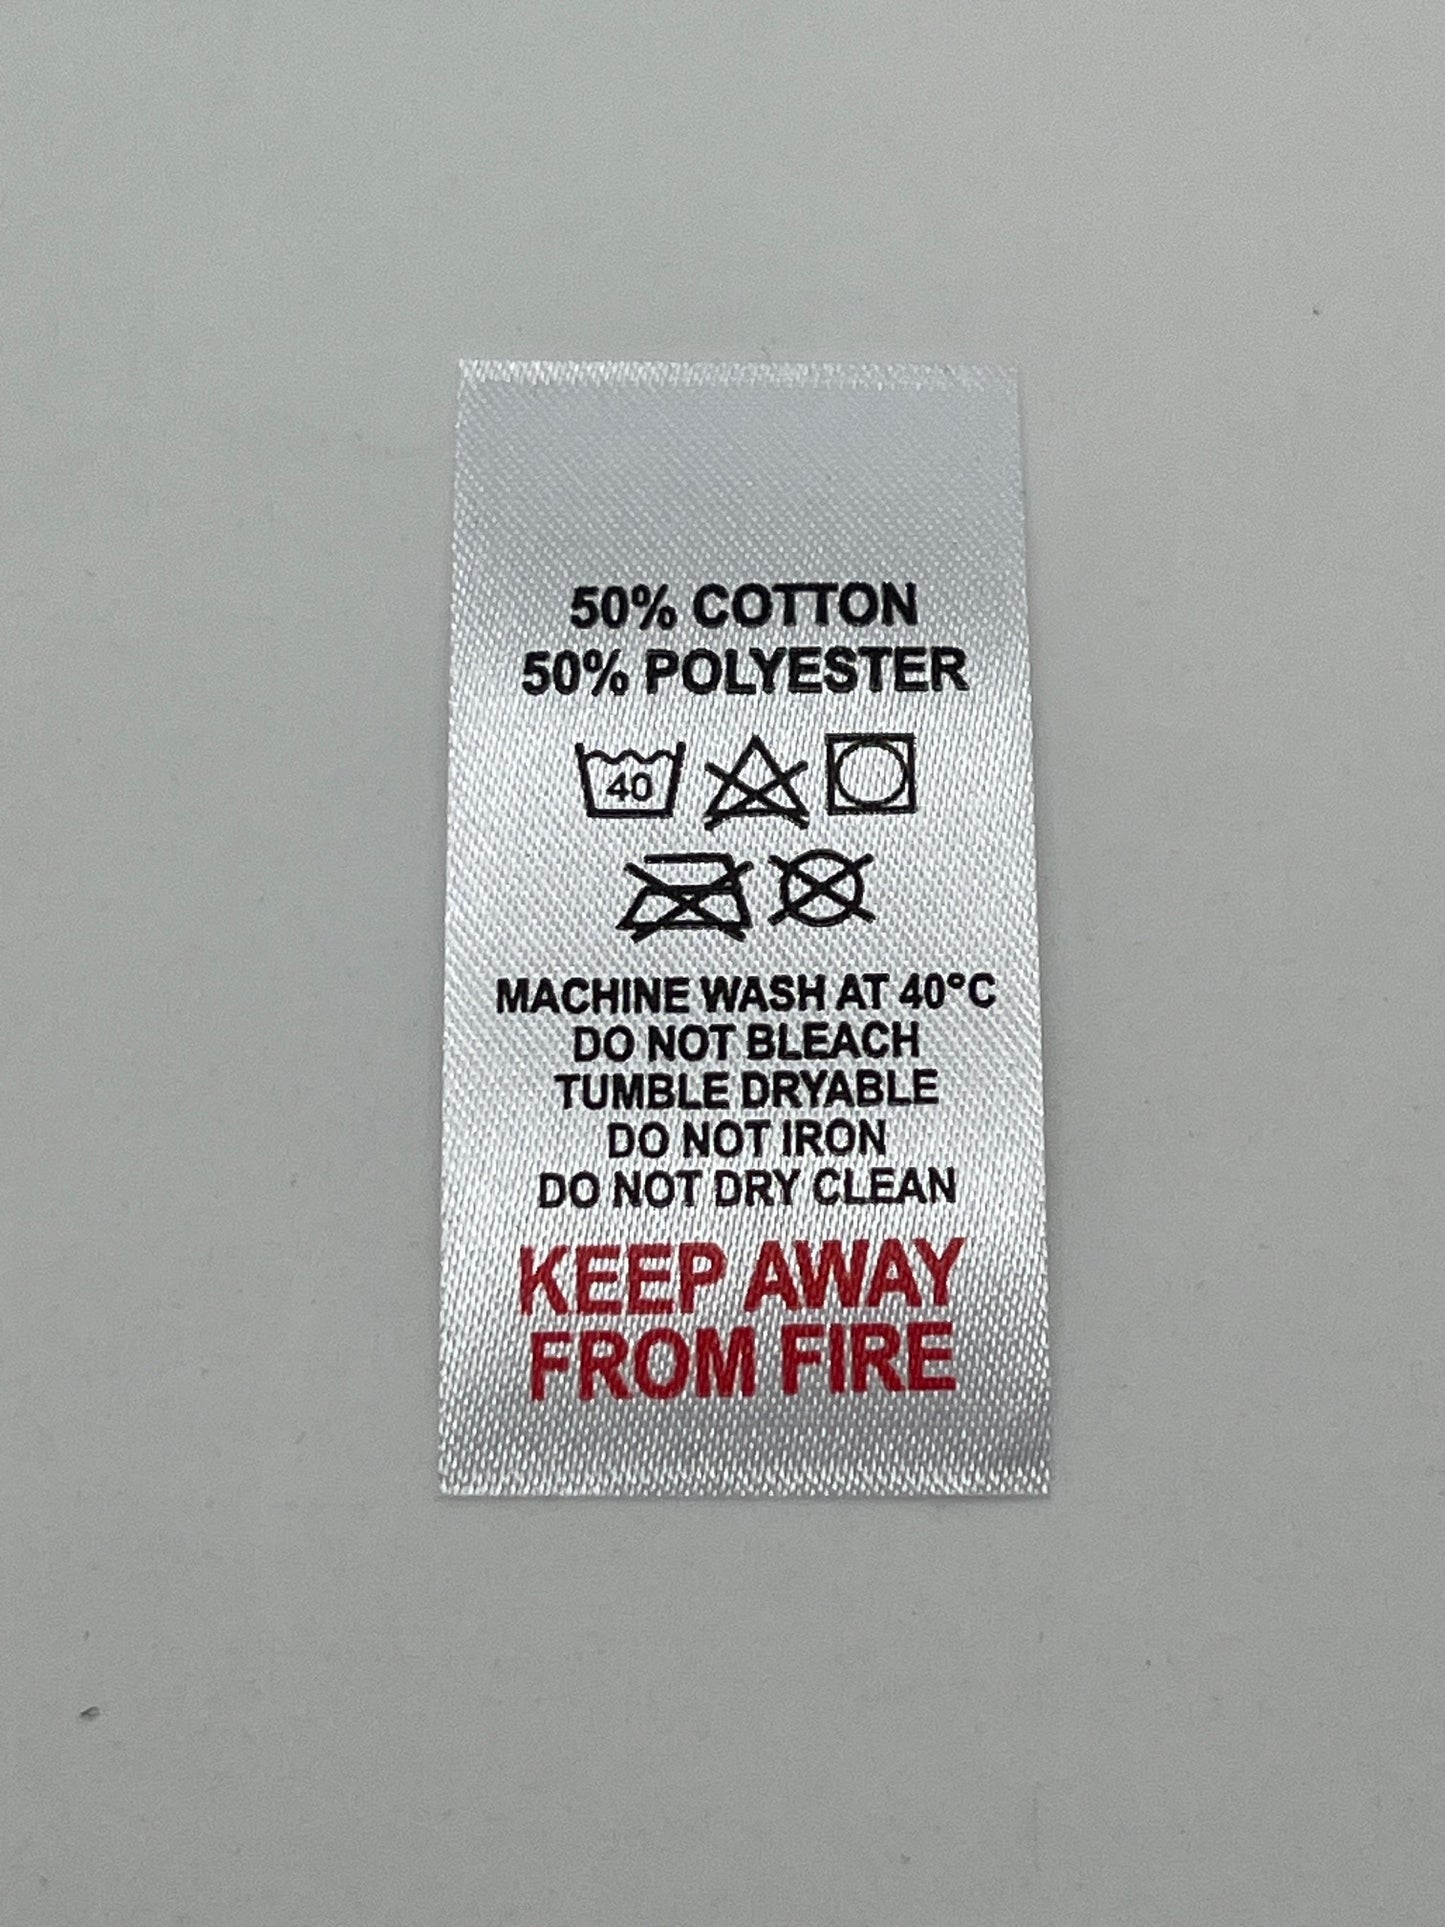 50% COTTON
50% POLYESTER
40
MACHINE WASH AT 40°C
DO NOT BLEACH
TUMBLE DRYABLE
DO NOT IRON
DO NOT DRY CLEAN
KEEP AWAY
FROM FIRE